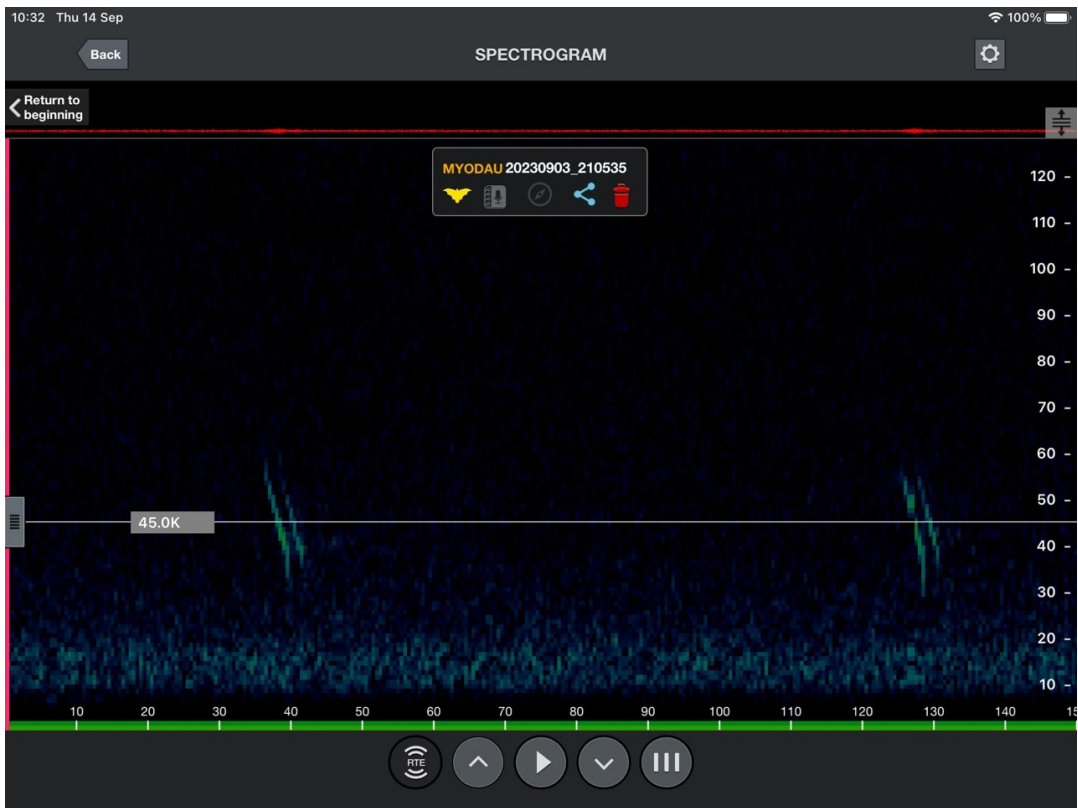 10:32 Thu 14 Sep 100%
Back SPECTROGRAM
Return to
beginning
MYODAU 20230903_210535
120 -
110 -
100 -
90 -
80 -
70 -
60 -
50 -
45.0K
40 -
30 -
20 -
10 -
10 20 30 40 50 60 70 80 90 100 110 120 130 140 15
RTE